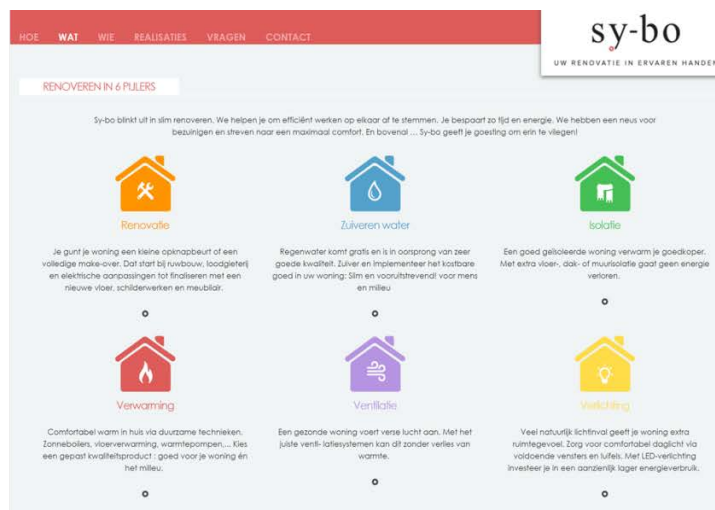 HOE WAT WIE REALISATIES VRAGEN CONTACT
sy-bo
UW RENOVATIE IN ERVAREN HANDEN
RENOVEREN IN 6 PIJLERS
Sy-bo blinkt uit in slim renoveren. We helpen je om efficiënt werken op elkaar af te stemmen. Je bespaart zo tijd en energie. We hebben een neus voor
bezuinigen en streven naar een maximaal comfort. En bovenal ... Sy-bo geeft je goesting om erin te vliegen!
Renovatie
Je gunt je woning een kleine opknapbeurt of een
volledige make-over. Dat start bij ruwbouw, loodgieterij
en elektrische aanpassingen tot finaliseren met een
nieuwe vloer, schilderwerken en meubilair.
Zuiveren water
Regenwater komt gratis en is in oorsprong van zeer
goede kwaliteit. Zuiver en implementeer het kostbare
goed in uw woning: Slim en vooruitstrevend! voor mens
en milieu
Isolatie
Een goed geïsoleerde woning verwarm je goedkoper.
Met extra vloer-, dak- of muurisolatie gaat geen energie
verloren.
Verwarming
Comfortabel warm in huis via duurzame technieken.
Zonneboilers, vloerverwarming, warmtepompen,... Kies
een gepast kwaliteitsproduct : goed voor je woning én
het milieu.
Ventilatie
Een gezonde woning voert verse lucht aan. Met het
juiste venti- latiesystemen kan dit zonder verlies van
warmte.
Verlichting
Veel natuurlijk lichtinval geeft je woning extra
ruimtegevoel. Zorg voor comfortabel daglicht via
voldoende vensters en luifels. Met LED-verlichting
investeer je in een aanzienlijk lager energieverbruik.